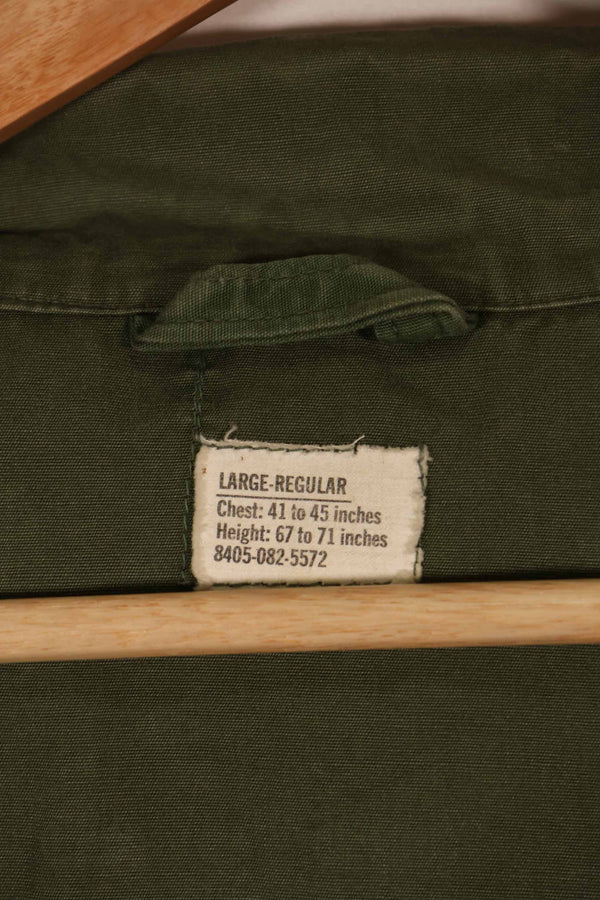 LARGE-REGULAR
Chest: 41 to 45 inches
Height: 67 to 71 inches
8405-082-5572